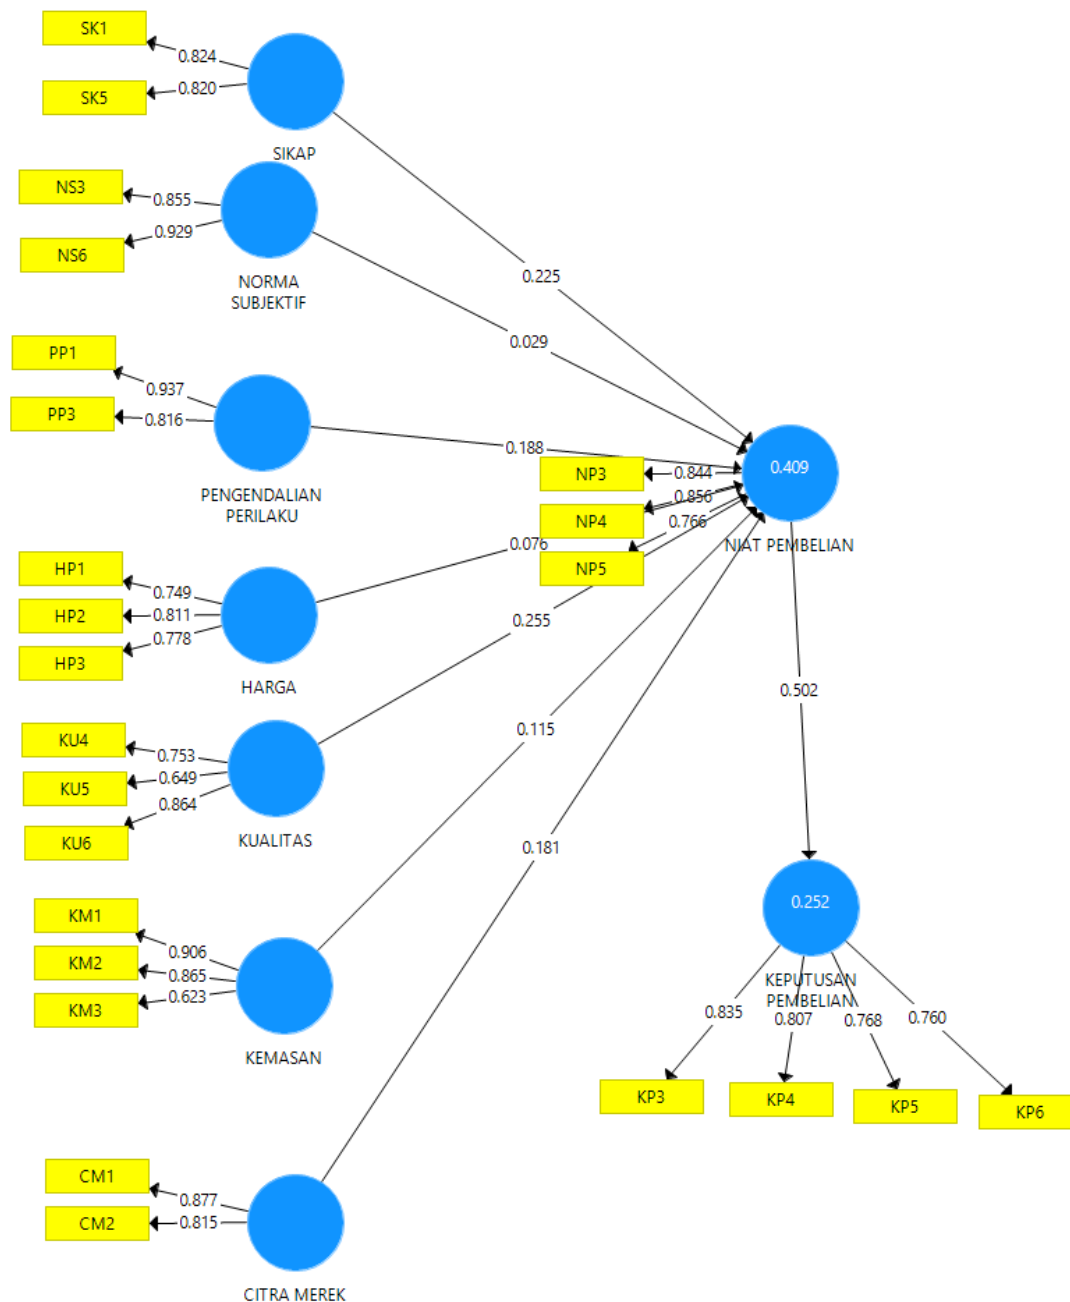 SK1
0.824
SK5
0.820
SIKAP
NS3
0.855
NS6
0.929
NORMA
SUBJEKTIF
PP1
0.937
PP3
0.816
PENGENDALIAN
PERILAKU
HP1
0.749
HP2
0.811
HP3
0.778
HARGA
KU4
0.753
KU5
0.649
KU6
0.864
KUALITAS
KM1
0.906
KM2
0.865
KM3
0.623
KEMASAN
CM1
0.877
CM2
0.815
CITRA MEREK
0.225
0.029
0.188
0.076
0.255
0.115
0.181
NP3
0.844
NP4
0.856
NP5
0.766
0.409
NIAT PEMBELIAN
0.502
0.252
KEPUTUSAN
PEMBELIAN
0.835
0.807
0.768
0.760
KP3
KP4
KP5
KP6